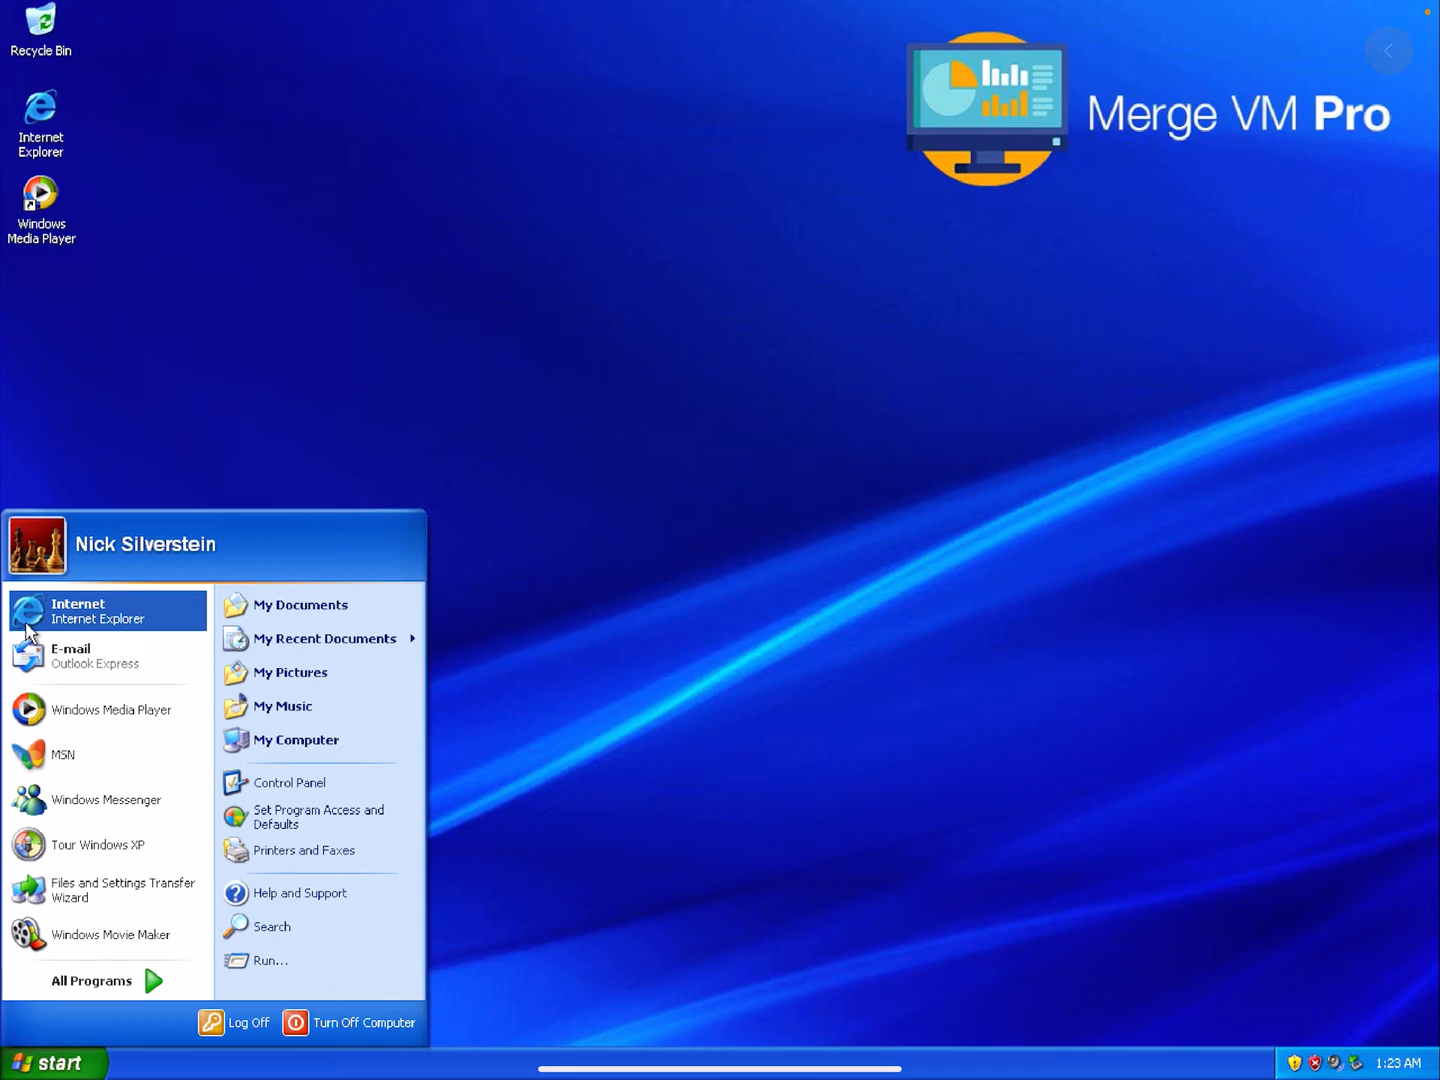 Recycle Bin
Internet
Explorer
Windows
Media Player
Merge VM Pro
Nick Silverstein
Internet
Internet Explorer
E-mail
Outlook Express
Windows Media Player
MSN
Windows Messenger
Tour Windows XP
Files and Settings Transfer
Wizard
Windows Movie Maker
All Programs
My Documents
My Recent Documents
My Pictures
My Music
My Computer
Control Panel
Set Program Access and
Defaults
Printers and Faxes
Help and Support
Search
Run...
Log Off
Turn Off Computer
start
1:23 AM